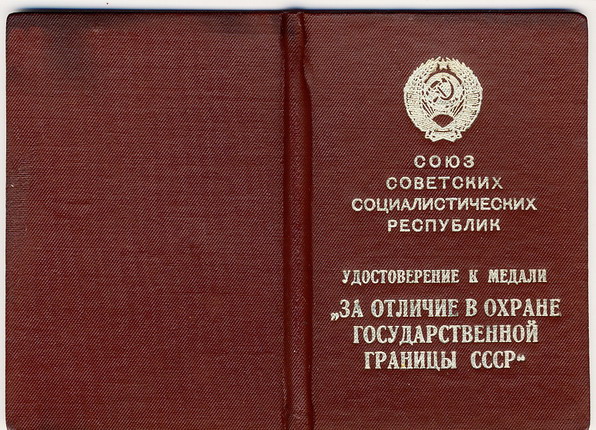 СОЮЗ
СОВЕТСКИХ
СОЦИАЛИСТИЧЕСКИХ
РЕСПУБЛИК
УДОСТОВЕРЕНИЕ К МЕДАЛИ
„ЗА ОТЛИЧИЕ В ОХРАНЕ
ГОСУДАРСТВЕННОЙ
ГРАНИЦЫ СССР“